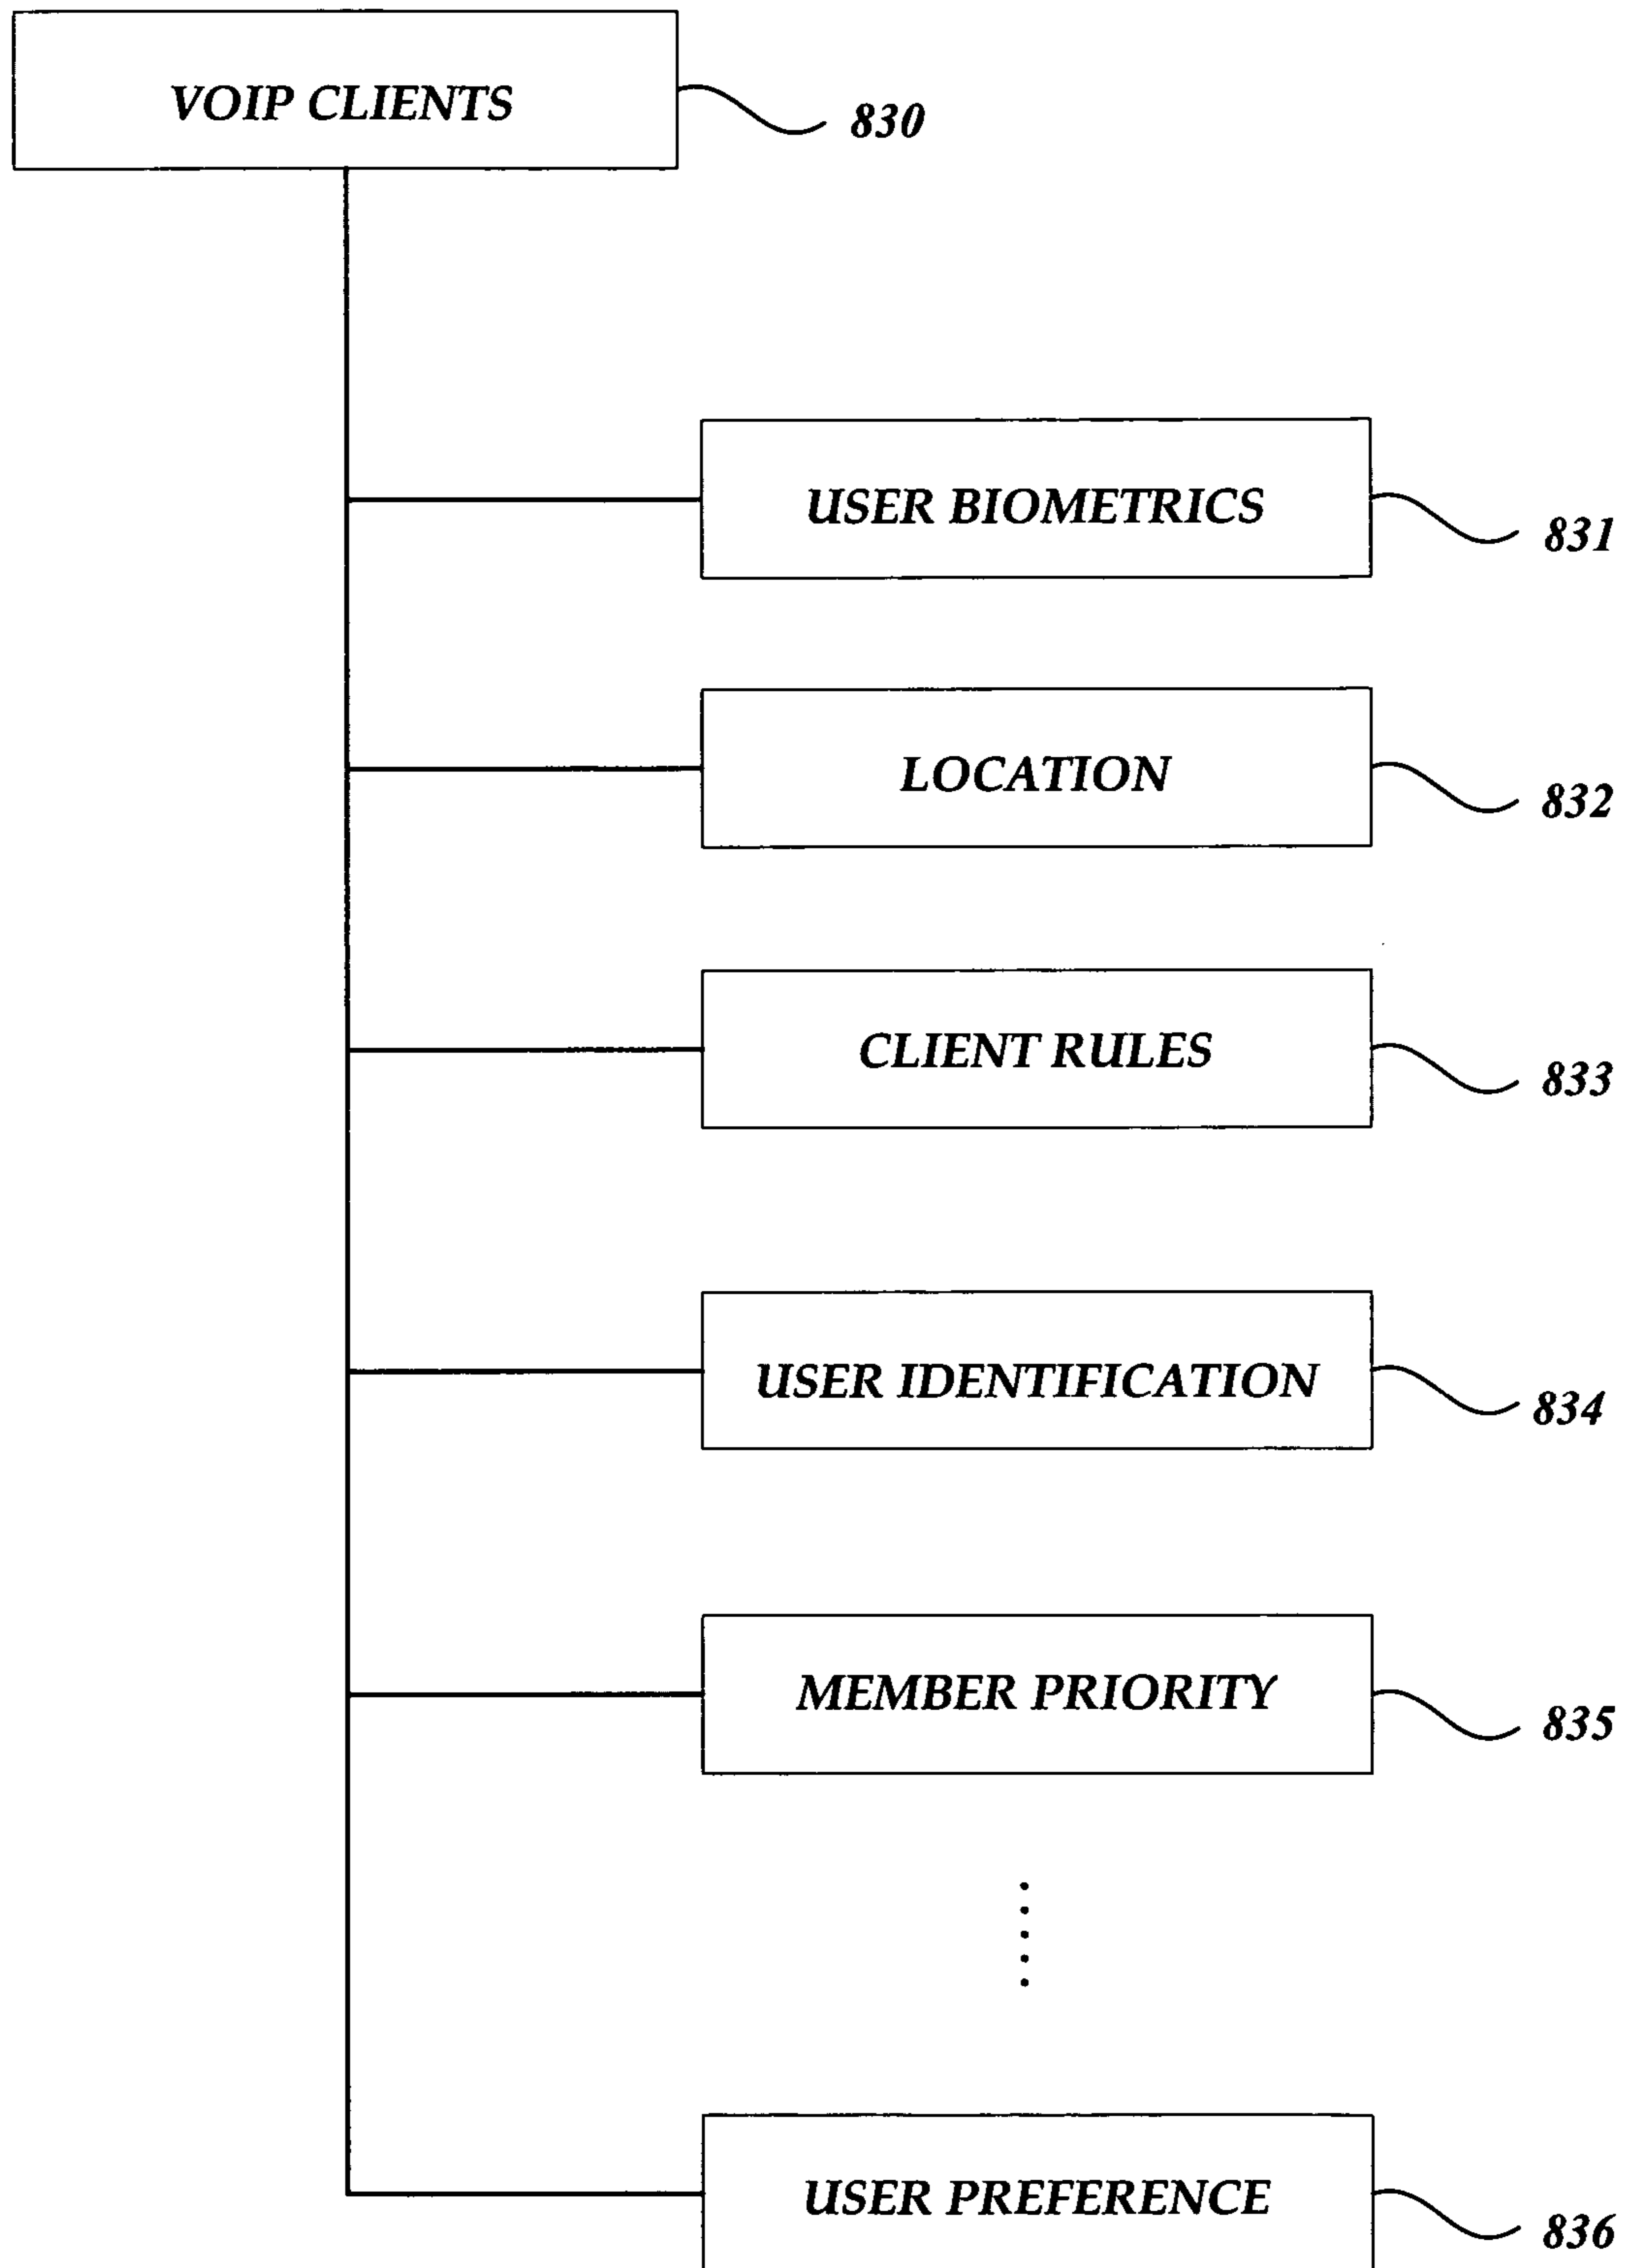 VOIP CLIENTS
830
USER BIOMETRICS
831
LOCATION
832
CLIENT RULES
833
USER IDENTIFICATION
834
MEMBER PRIORITY
835
USER PREFERENCE
836